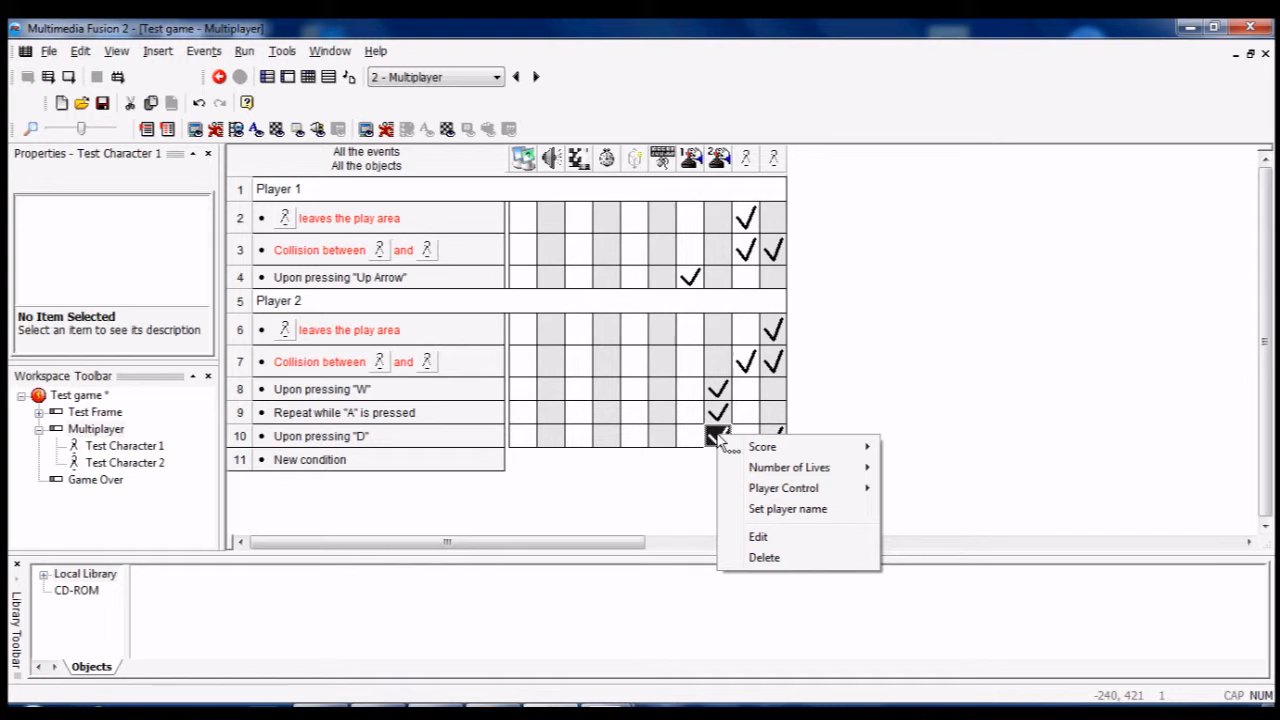 Multimedia Fusion 2 - [Test game - Multiplayer]
File Edit View Insert Events Run Tools Window Help
2 - Multiplayer
Properties - Test Character 1
No Item Selected
Select an item to see its description
Workspace Toolbar
Test game *
Test Frame
Multiplayer
Test Character 1
Test Character 2
Game Over
All the events
All the objects
1 Player 1
2 • leaves the play area
3 • Collision between and
4 • Upon pressing "Up Arrow"
5 Player 2
6 • leaves the play area
7 • Collision between and
8 • Upon pressing "W"
9 • Repeat while "A" is pressed
10 • Upon pressing "D"
11 • New condition
Score
Number of Lives
Player Control
Set player name
Edit
Delete
Library Toolbar
Local Library
CD-ROM
Objects
-240, 421 1 CAP NUM